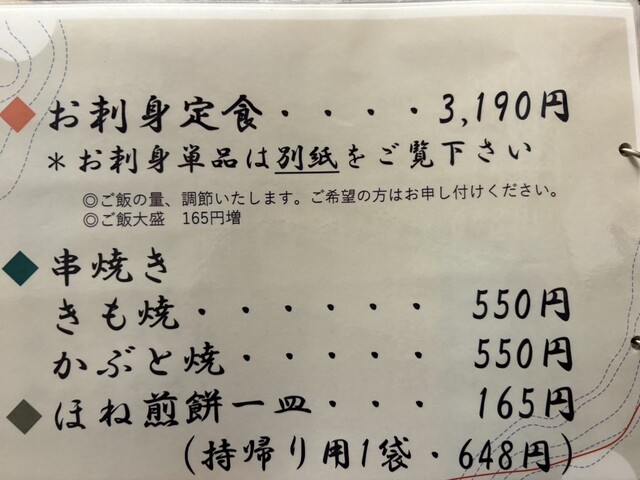 お刺身定食・・・・3,190円
＊お刺身単品は別紙をご覧下さい
◎ご飯の量、調節いたします。ご希望の方はお申し付けください。
◎ご飯大盛　165円増
串焼き
きも焼・・・・・・550円
かぶと焼・・・・・550円
ほね煎餅一皿・・・165円
(持帰り用1袋・648円)